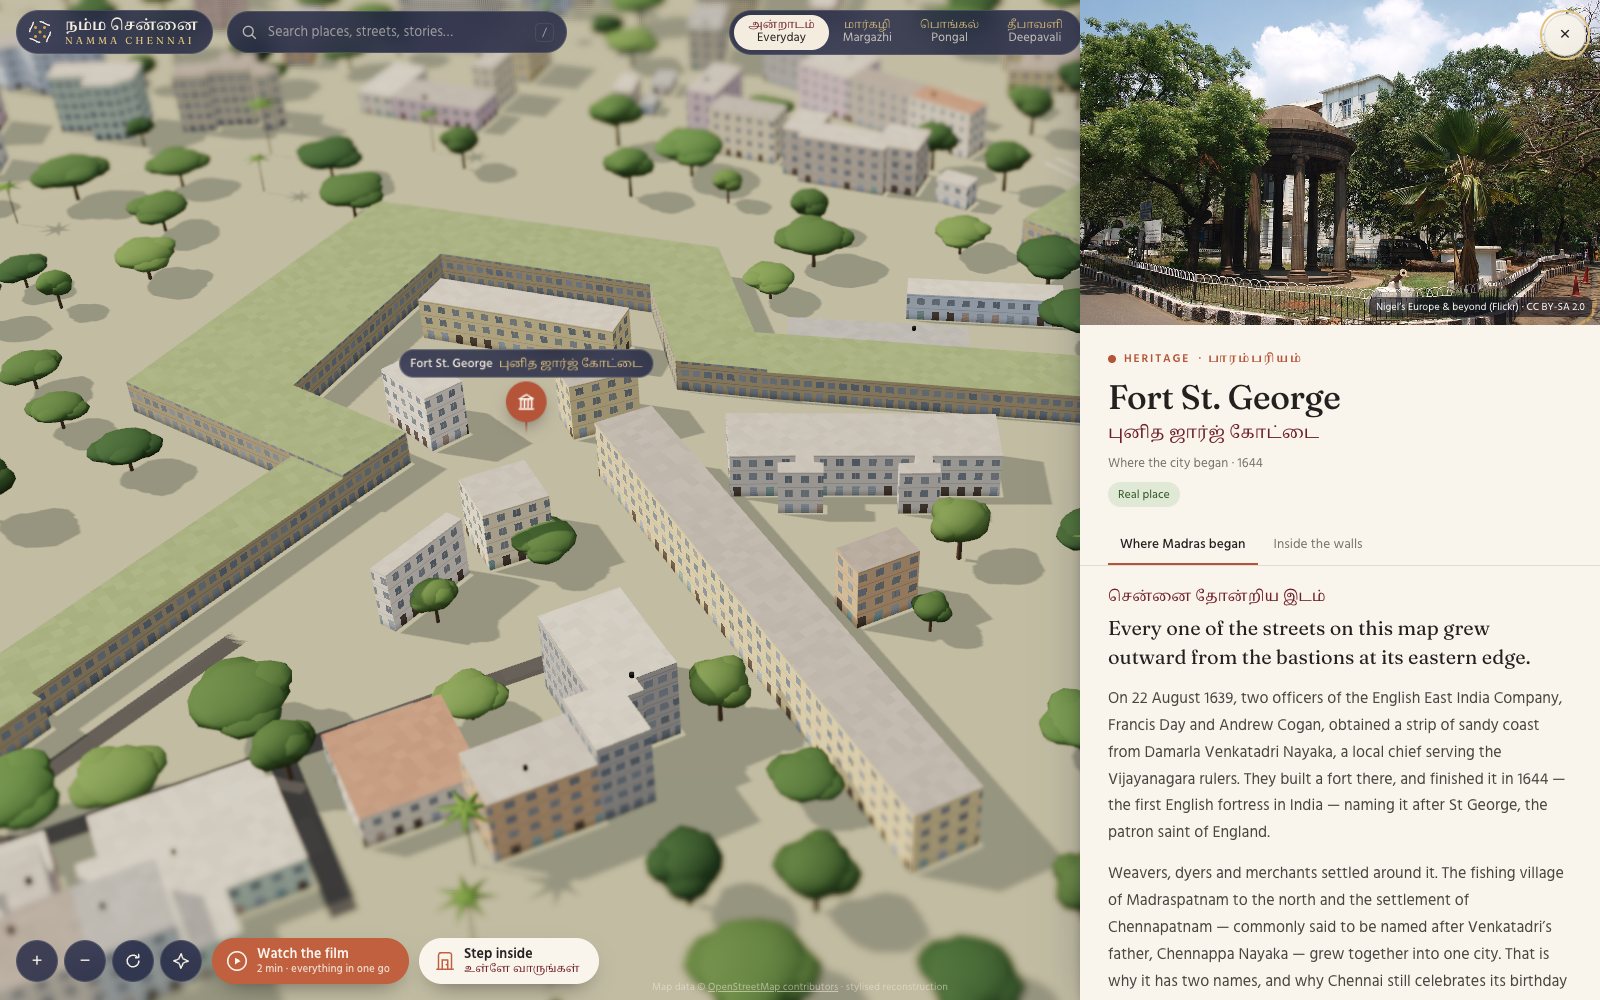 நம்ம சென்னை
NAMMA CHENNAI
Search places, streets, stories...
/
அன்றாடம்
Everyday
மார்கழி
Margazhi
பொங்கல்
Pongal
தீபாவளி
Deepavali
×
Nigel's Europe & beyond (Flickr) · CC BY-SA 2.0
Fort St. George புனித ஜார்ஜ் கோட்டை
HERITAGE · பாரம்பரியம்
Fort St. George
புனித ஜார்ஜ் கோட்டை
Where the city began · 1644
Real place
Where Madras began
Inside the walls
சென்னை தோன்றிய இடம்
Every one of the streets on this map grew
outward from the bastions at its eastern edge.
On 22 August 1639, two officers of the English East India Company,
Francis Day and Andrew Cogan, obtained a strip of sandy coast
from Damarla Venkatadri Nayaka, a local chief serving the
Vijayanagara rulers. They built a fort there, and finished it in 1644 —
the first English fortress in India — naming it after St George, the
patron saint of England.
Weavers, dyers and merchants settled around it. The fishing village
of Madraspatnam to the north and the settlement of
Chennapatnam — commonly said to be named after Venkatadri's
father, Chennappa Nayaka — grew together into one city. That is
why it has two names, and why Chennai still celebrates its birthday
+
−
Watch the film
2 min · everything in one go
Step inside
உள்ளே வாருங்கள்
Map data © OpenStreetMap contributors · stylised reconstruction